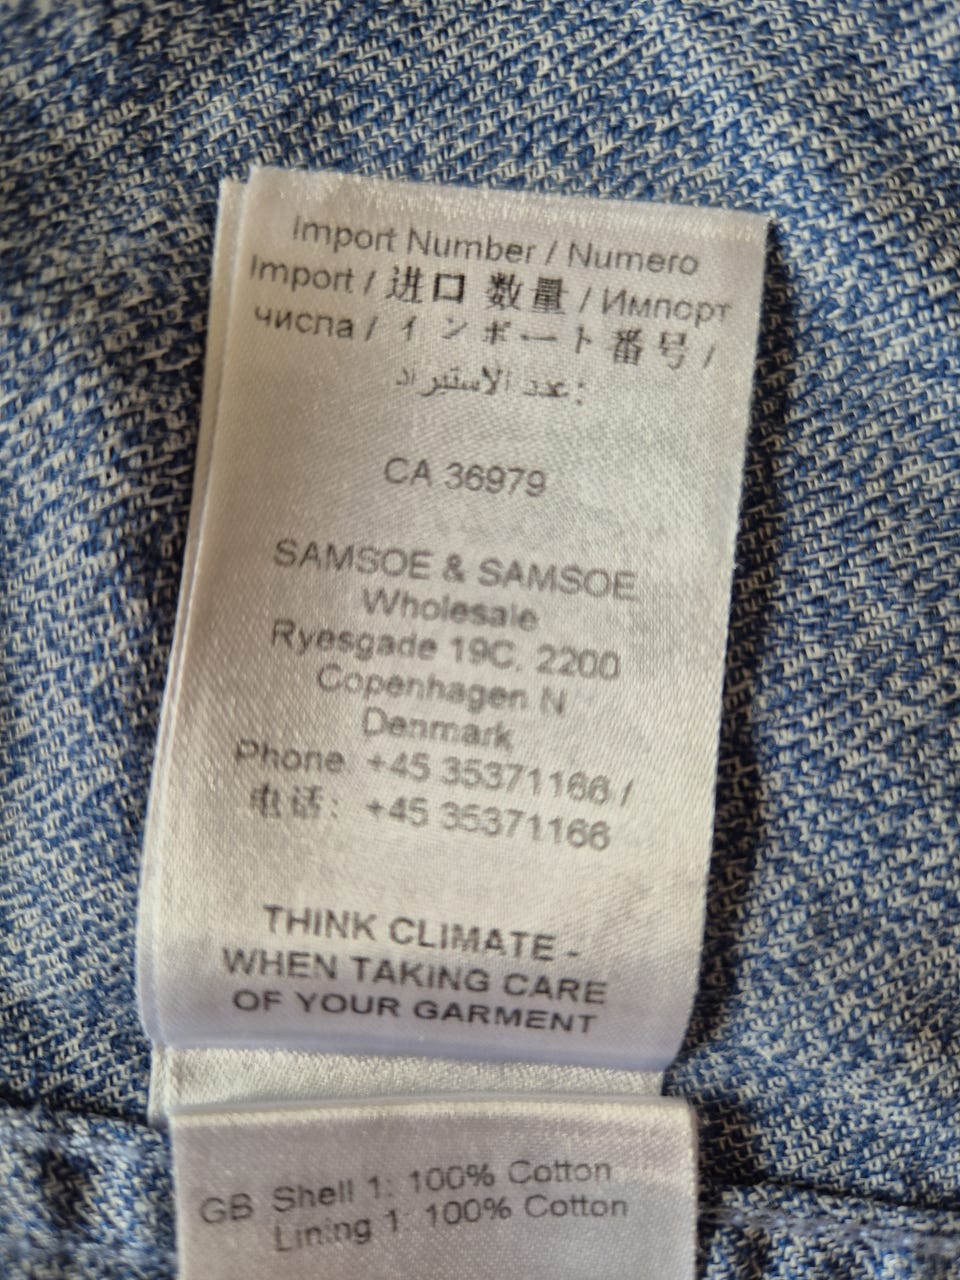 Import Number / Numero
Import / 进口 数量 / Импорт
числа / インポート番号 /
عدد الاستيراد:
CA 36979
SAMSOE & SAMSOE
Wholesale
Ryesgade 19C, 2200
Copenhagen N
Denmark
Phone: +45 35371166 /
电话: +45 35371166
THINK CLIMATE -
WHEN TAKING CARE
OF YOUR GARMENT
GB Shell 1: 100% Cotton
Lining 1: 100% Cotton